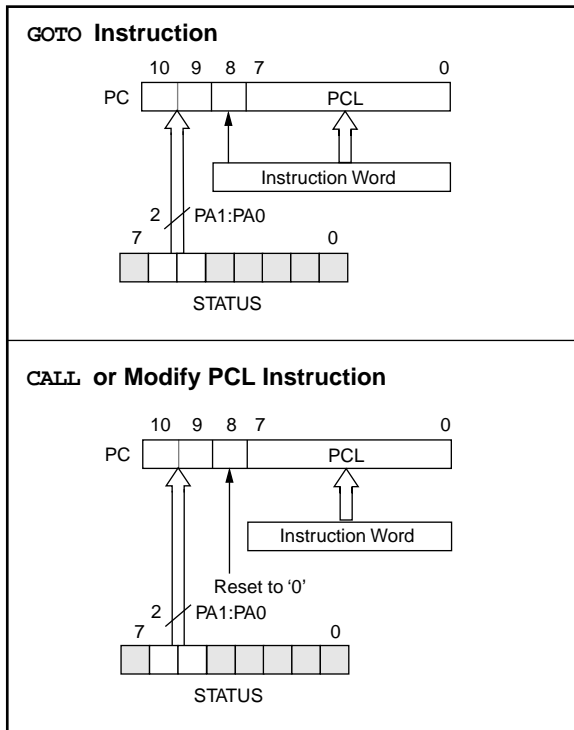 GOTO Instruction
10 9 8 7 0
PC PCL
Instruction Word
2 PA1:PA0
7 0
STATUS
CALL or Modify PCL Instruction
10 9 8 7 0
PC PCL
Instruction Word
Reset to ‘0’
2 PA1:PA0
7 0
STATUS